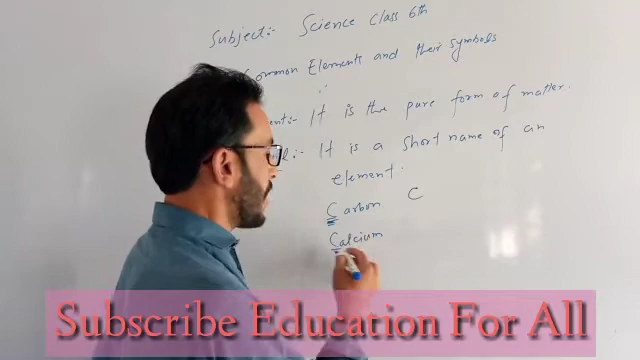 Subject:- Science class 6th
Common Elements and their symbols
ent:- It is the pure form of matter.
It is a short name of an
element.
Carbon C
Calcium
Subscribe Education For All